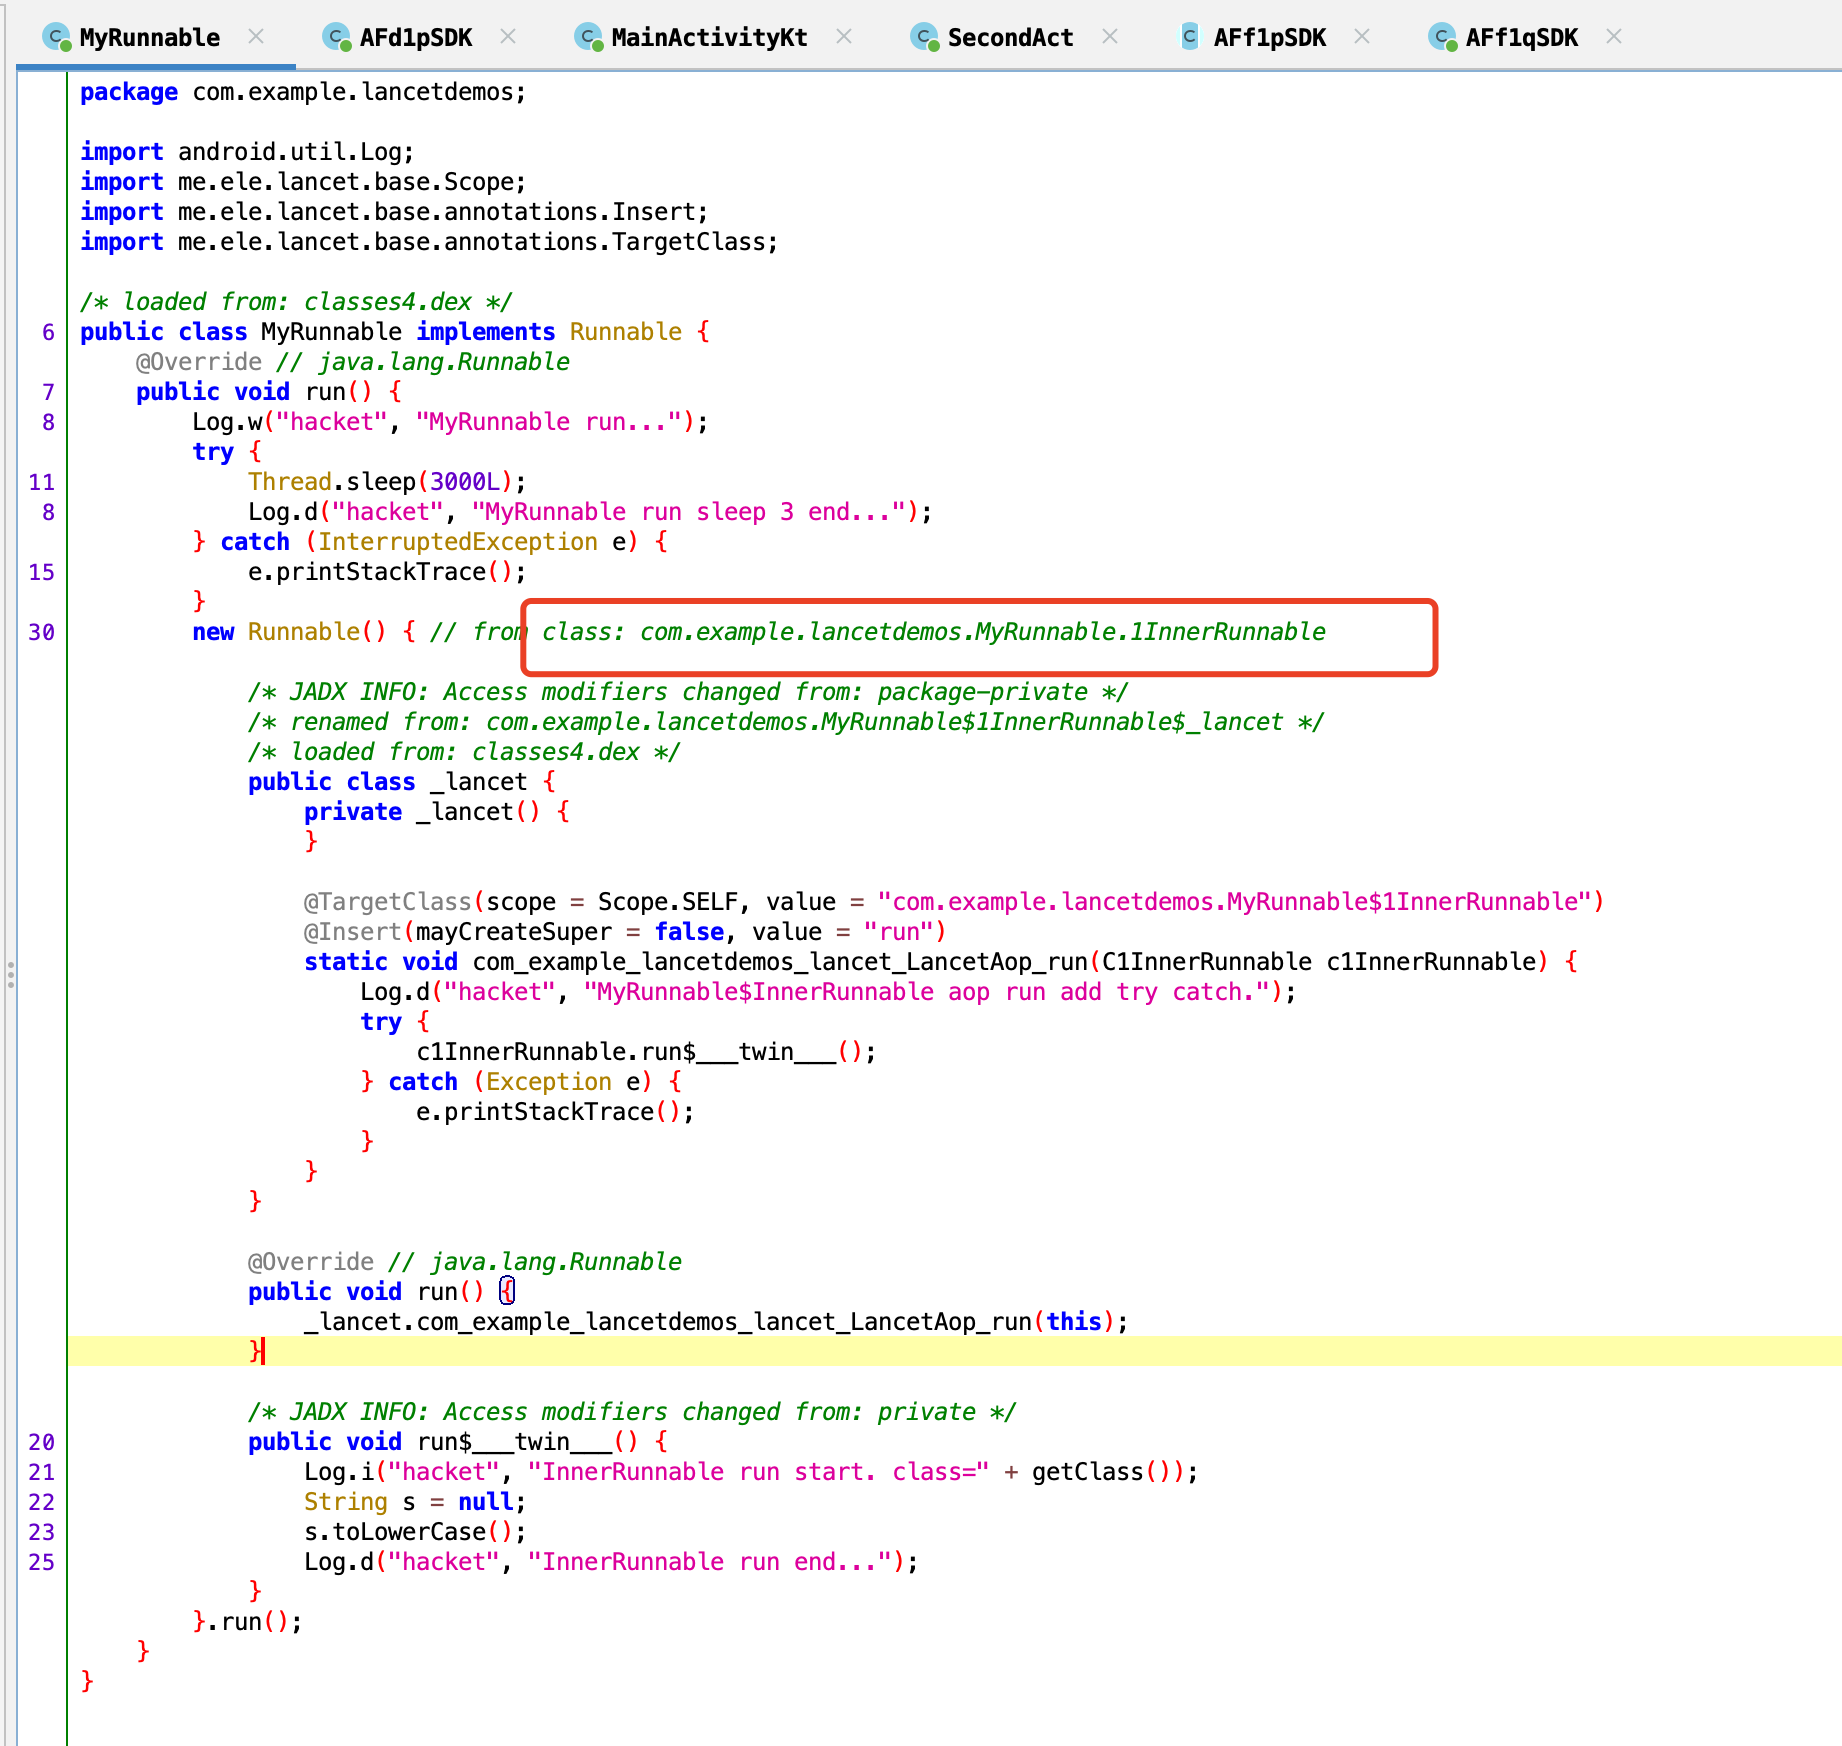 MyRunnable AFd1pSDK MainActivityKt SecondAct AFf1pSDK AFf1qSDK
package com.example.lancetdemos;
import android.util.Log;
import me.ele.lancet.base.Scope;
import me.ele.lancet.base.annotations.Insert;
import me.ele.lancet.base.annotations.TargetClass;
/* loaded from: classes4.dex */
6 public class MyRunnable implements Runnable {
@Override // java.lang.Runnable
7 public void run() {
8 Log.w("hacket", "MyRunnable run...");
try {
11 Thread.sleep(3000L);
8 Log.d("hacket", "MyRunnable run sleep 3 end...");
} catch (InterruptedException e) {
15 e.printStackTrace();
}
30 new Runnable() { // from class: com.example.lancetdemos.MyRunnable.1InnerRunnable
/* JADX INFO: Access modifiers changed from: package-private */
/* renamed from: com.example.lancetdemos.MyRunnable$1InnerRunnable$_lancet */
/* loaded from: classes4.dex */
public class _lancet {
private _lancet() {
}
@TargetClass(scope = Scope.SELF, value = "com.example.lancetdemos.MyRunnable$1InnerRunnable")
@Insert(mayCreateSuper = false, value = "run")
static void com_example_lancetdemos_lancet_LancetAop_run(C1InnerRunnable c1InnerRunnable) {
Log.d("hacket", "MyRunnable$InnerRunnable aop run add try catch.");
try {
c1InnerRunnable.run$___twin___();
} catch (Exception e) {
e.printStackTrace();
}
}
}
@Override // java.lang.Runnable
public void run() {
_lancet.com_example_lancetdemos_lancet_LancetAop_run(this);
}
/* JADX INFO: Access modifiers changed from: private */
20 public void run$___twin___() {
21 Log.i("hacket", "InnerRunnable run start. class=" + getClass());
22 String s = null;
23 s.toLowerCase();
25 Log.d("hacket", "InnerRunnable run end...");
}
}.run();
}
}